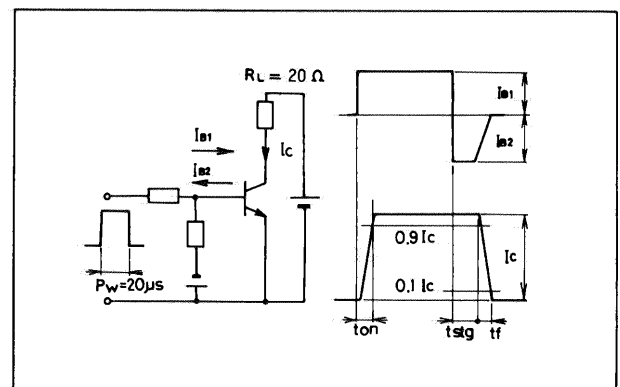 RL = 20 Ω
IB1
IB2
Ic
Pw=20µs
IB1
IB2
0.9 Ic
Ic
0.1 Ic
ton
tstg
tf